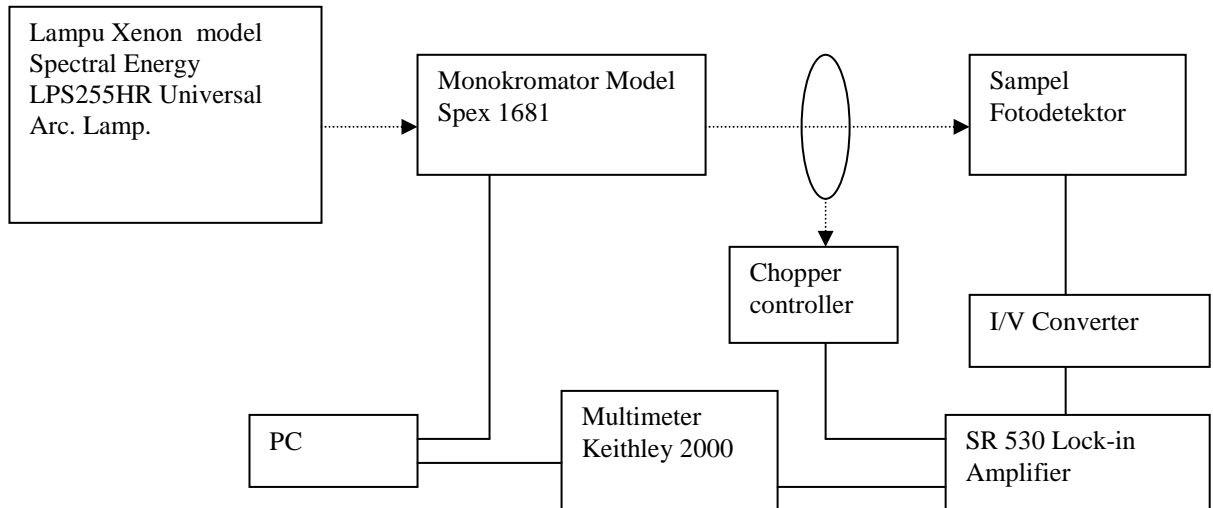 Lampu Xenon model
Spectral Energy
LPS255HR Universal
Arc. Lamp.
Monokromator Model
Spex 1681
Sampel
Fotodetektor
Chopper
controller
I/V Converter
PC
Multimeter
Keithley 2000
SR 530 Lock-in
Amplifier